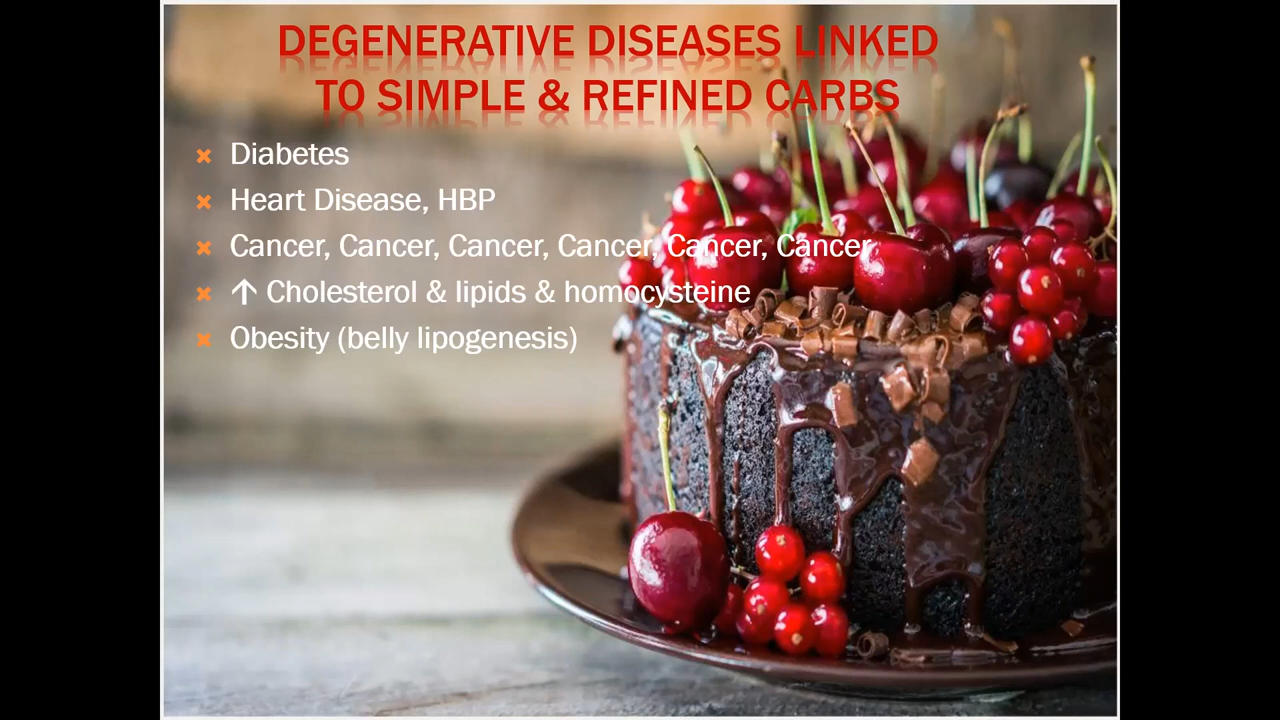 DEGENERATIVE DISEASES LINKED
TO SIMPLE & REFINED CARBS
Diabetes
Heart Disease, HBP
Cancer, Cancer, Cancer, Cancer, Cancer, Cancer,
↑ Cholesterol & lipids & homocysteine
Obesity (belly lipogenesis)